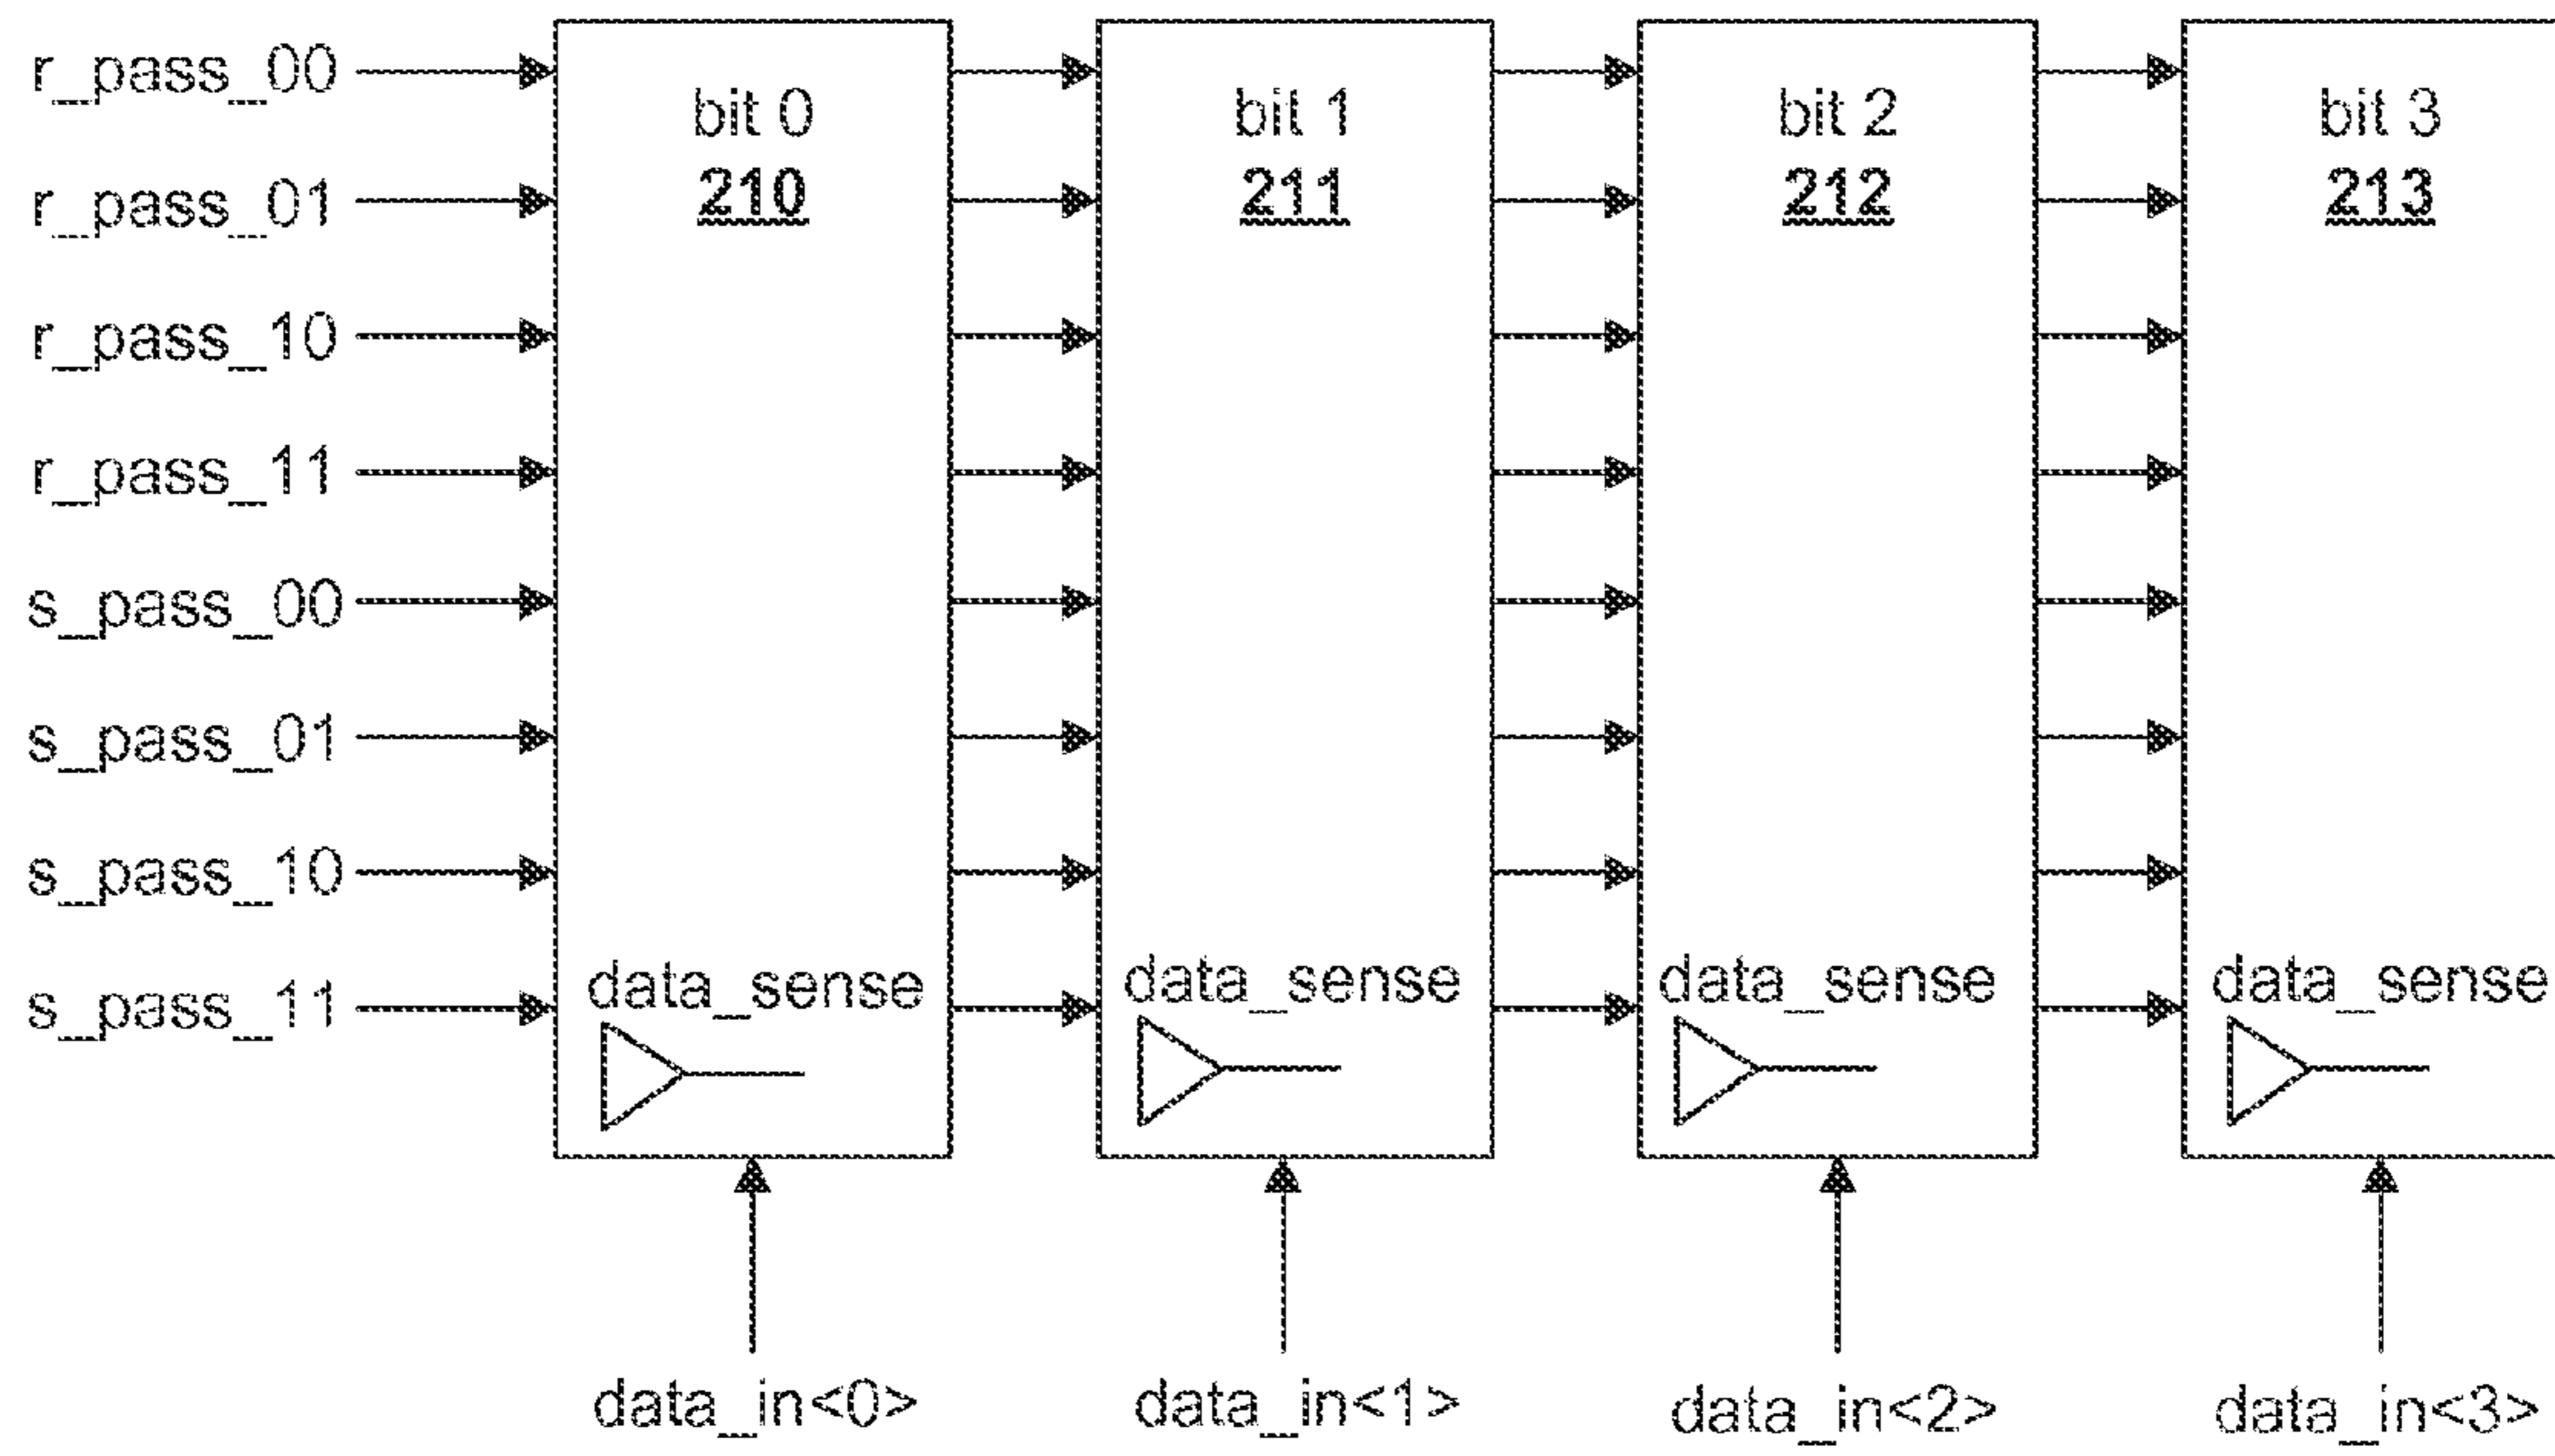 r_pass_00
r_pass_01
r_pass_10
r_pass_11
s_pass_00
s_pass_01
s_pass_10
s_pass_11
bit 0
210
data_sense
data_in<0>
bit 1
211
data_sense
data_in<1>
bit 2
212
data_sense
data_in<2>
bit 3
213
data_sense
data_in<3>